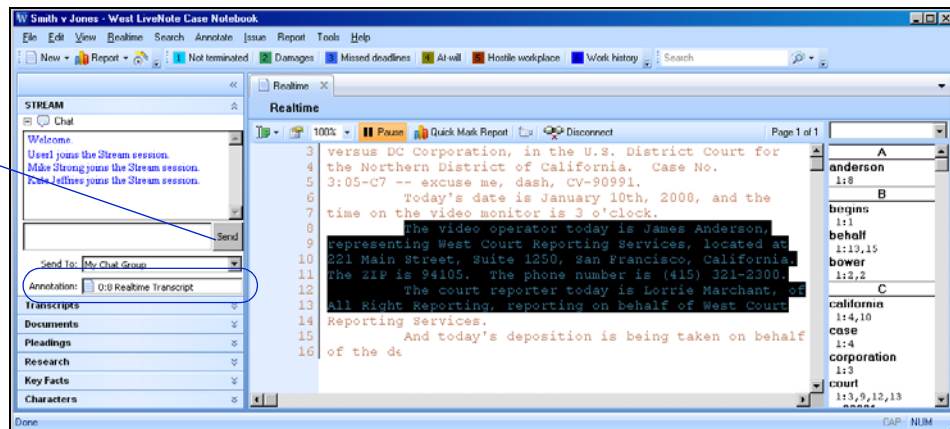 Smith v Jones - West LiveNote Case Notebook
File Edit View Realtime Search Annotate Issue Report Tools Help
New Report 1 Not terminated 2 Damages 3 Missed deadlines 4 At-will 5 Hostile workplace Work history Search
Realtime
STREAM
Realtime
Chat
100% Pause Quick Mark Report Disconnect Page 1 of 1
Welcome.
User1 joins the Stream session.
Mike Strong joins the Stream session.
Kate Jeffries joins the Stream session.
Send
Send To: My Chat Group
Annotation: 0:8 Realtime Transcript
Transcripts
Documents
Pleadings
Research
Key Facts
Characters
3 versus DC Corporation, in the U.S. District Court for
4 the Northern District of California. Case No.
5 3:05-C7 -- excuse me, dash, CV-90991.
6 Today's date is January 10th, 2008, and the
7 time on the video monitor is 3 o'clock.
8 The video operator today is James Anderson,
9 representing West Court Reporting Services, located at
10 221 Main Street, Suite 1250, San Francisco, California.
11 The ZIP is 94105. The phone number is (415) 321-2300.
12 The court reporter today is Lorrie Marchant, of
13 All Right Reporting, reporting on behalf of West Court
14 Reporting Services.
15 And today's deposition is being taken on behalf
16 of the de
A
anderson
1:8
B
begins
1:1
behalf
1:13,15
bower
1:2,2
C
california
1:4,10
case
1:4
corporation
1:3
court
1:3,9,12,13
Done
CAP NUM